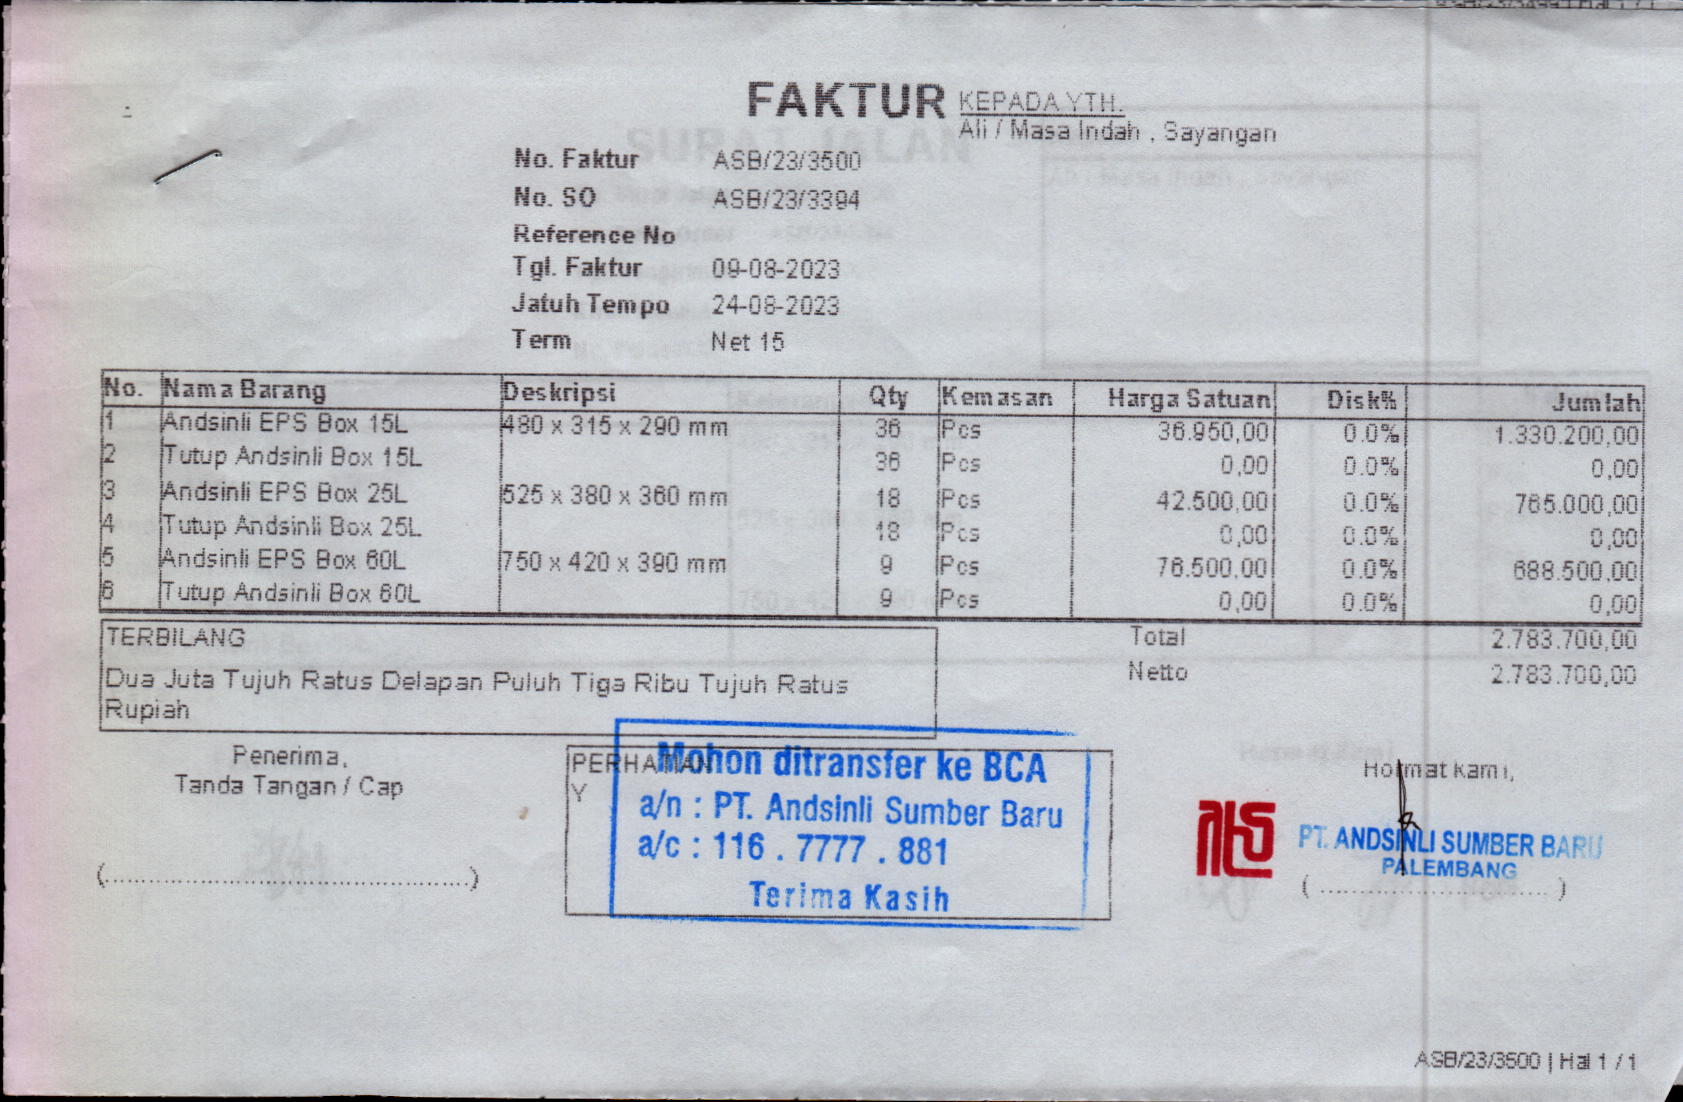 FAKTUR
KEPADA YTH.
Ali / Masa Indah , Sayangan
No. Faktur ASB/23/3500
No. SO ASB/23/3394
Reference No
Tgl. Faktur 09-08-2023
Jatuh Tempo 24-08-2023
Term Net 15
No. Nama Barang Deskripsi Qty Kemasan Harga Satuan Disk% Jumlah
1 Andsinli EPS Box 15L 480 x 315 x 290 mm 36 Pcs 36.950,00 0.0% 1.330.200,00
2 Tutup Andsinli Box 15L 36 Pcs 0,00 0.0% 0,00
3 Andsinli EPS Box 25L 525 x 380 x 360 mm 18 Pcs 42.500,00 0.0% 765.000,00
4 Tutup Andsinli Box 25L 18 Pcs 0,00 0.0% 0,00
5 Andsinli EPS Box 60L 750 x 420 x 390 mm 9 Pcs 76.500,00 0.0% 688.500,00
6 Tutup Andsinli Box 60L 9 Pcs 0,00 0.0% 0,00
TERBILANG
Dua Juta Tujuh Ratus Delapan Puluh Tiga Ribu Tujuh Ratus
Rupiah
Total 2.783.700,00
Netto 2.783.700,00
Penerima,
Tanda Tangan / Cap
(................................................)
PERHATIAN
Y
Mohon ditransfer ke BCA
a/n : PT. Andsinli Sumber Baru
a/c : 116 . 7777 . 881
Terima Kasih
Hormat kami,
PT. ANDSINLI SUMBER BARU
PALEMBANG
( .............................. )
ASB/23/3500 | Hal 1 / 1